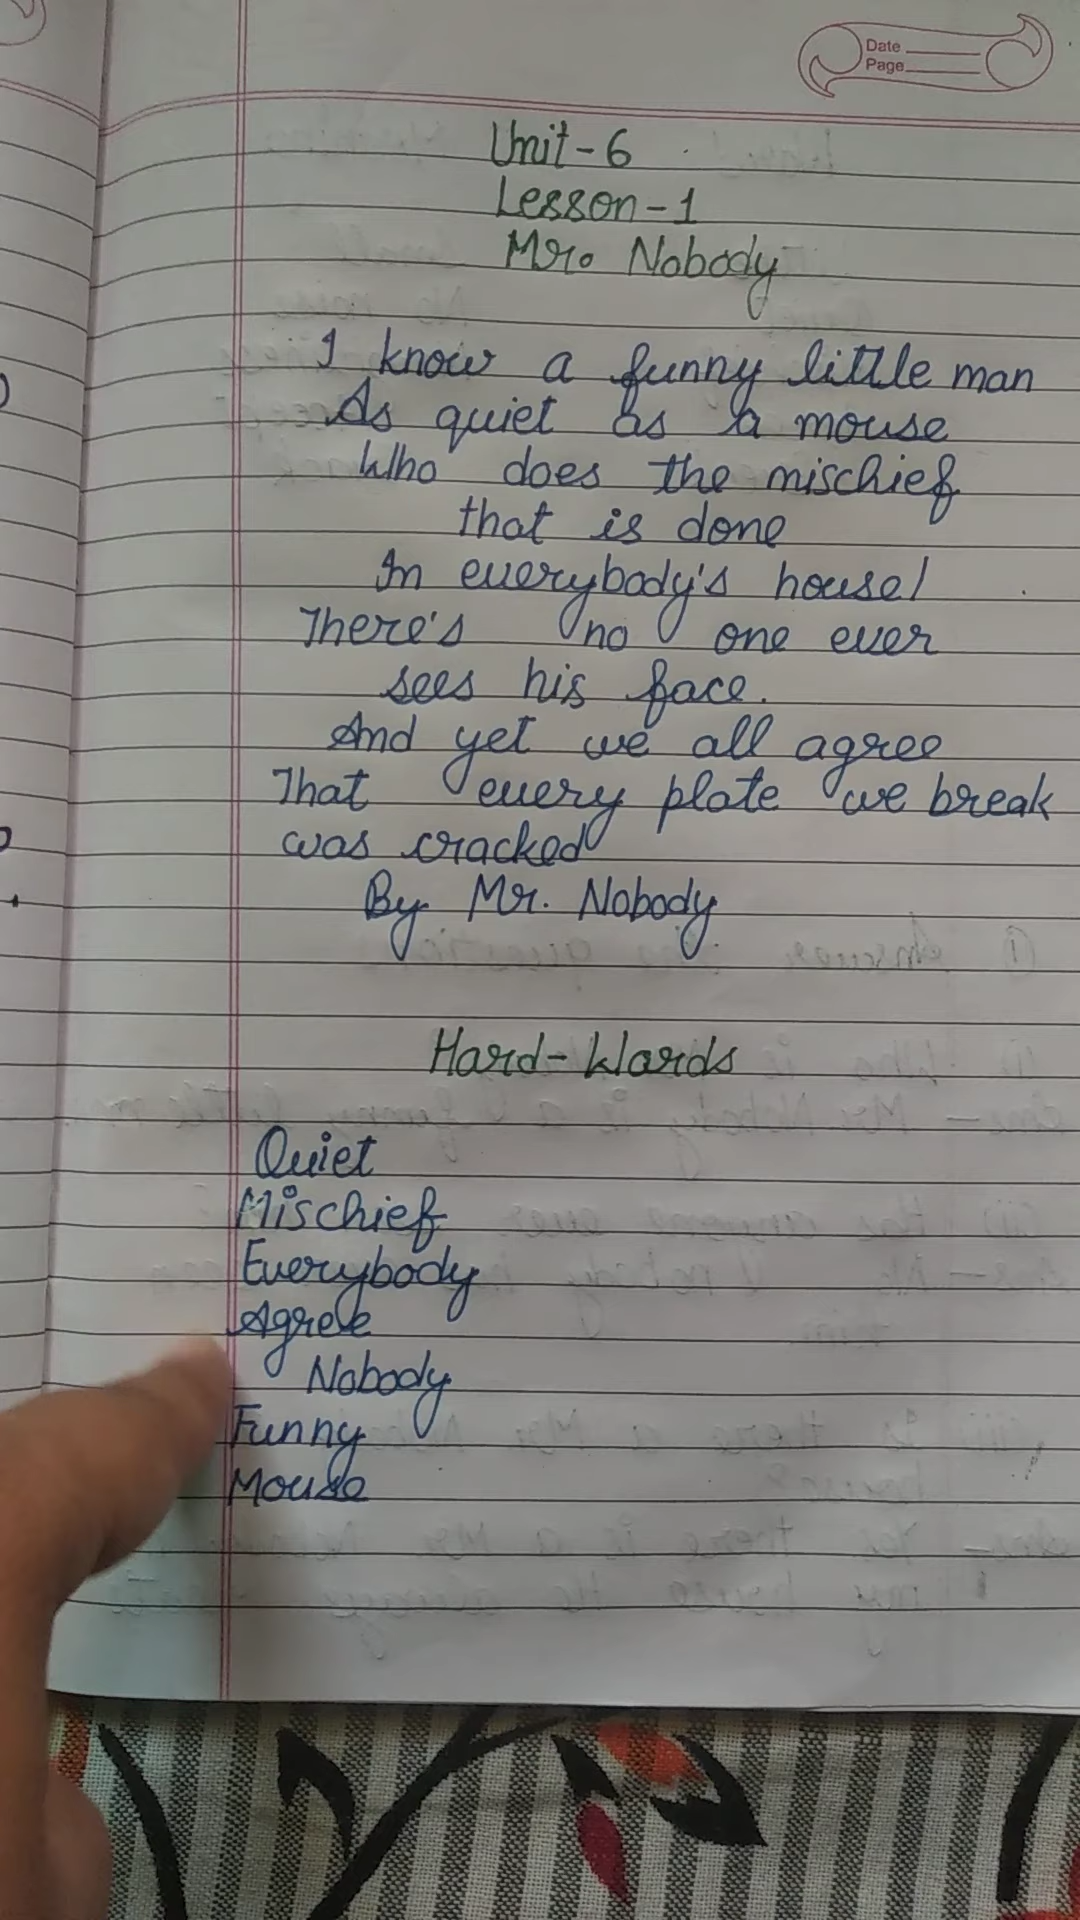 Date
Page
Unit-6
Lesson-1
Mr. Nobody
I know a funny little man
As quiet as a mouse
Who does the mischief
that is done
In everybody's house!
There's no one ever
sees his face.
And yet we all agree
That every plate we break
was cracked
By Mr. Nobody.
Hard-Words
Quiet
Mischief
Everybody
Agree
Nobody
Funny
Mouse